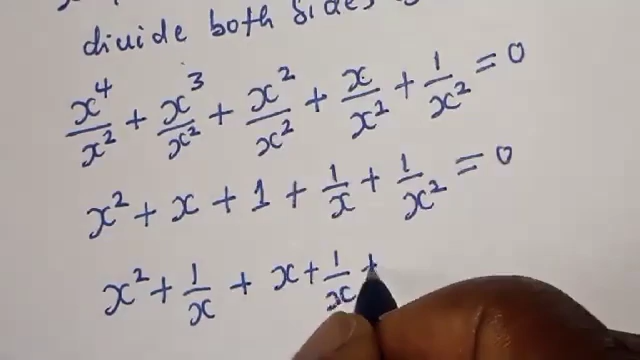 divide both sides
x⁴/x² + x³/x² + x²/x² + x/x² + 1/x² = 0
x² + x + 1 + 1/x + 1/x² = 0
x² + 1/x + x + 1/x +